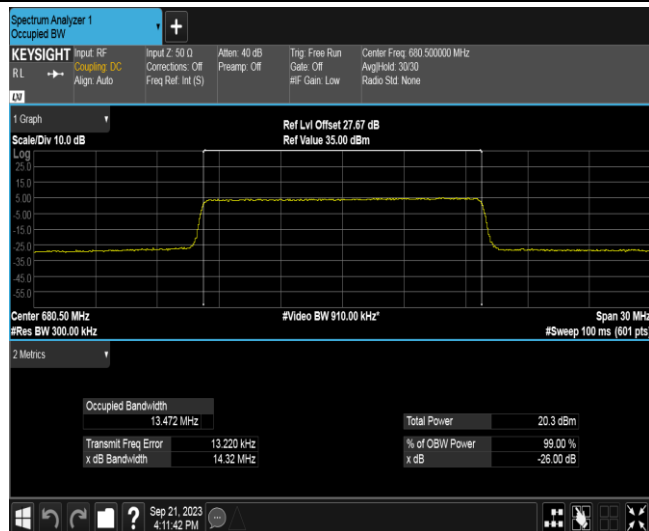 Spectrum Analyzer 1
Occupied BW
+
KEYSIGHT Input: RF Input Z: 50 Ω Atten: 40 dB Trig: Free Run Center Freq: 680.500000 MHz
RL Coupling: DC Corrections: Off Preamp: Off Gate: Off Avg|Hold: 30/30
Align: Auto Freq Ref: Int (S) #IF Gain: Low Radio Std: None
LXI
1 Graph
Ref Lvl Offset 27.67 dB
Scale/Div 10.0 dB Ref Value 35.00 dBm
Log
25.0
15.0
5.00
-5.00
-15.0
-25.0
-35.0
-45.0
-55.0
Center 680.50 MHz #Video BW 910.00 kHz* Span 30 MHz
#Res BW 300.00 kHz #Sweep 100 ms (601 pts)
2 Metrics
Occupied Bandwidth
13.472 MHz Total Power 20.3 dBm
Transmit Freq Error 13.220 kHz % of OBW Power 99.00 %
x dB Bandwidth 14.32 MHz x dB -26.00 dB
? Sep 21, 2023
4:11:42 PM